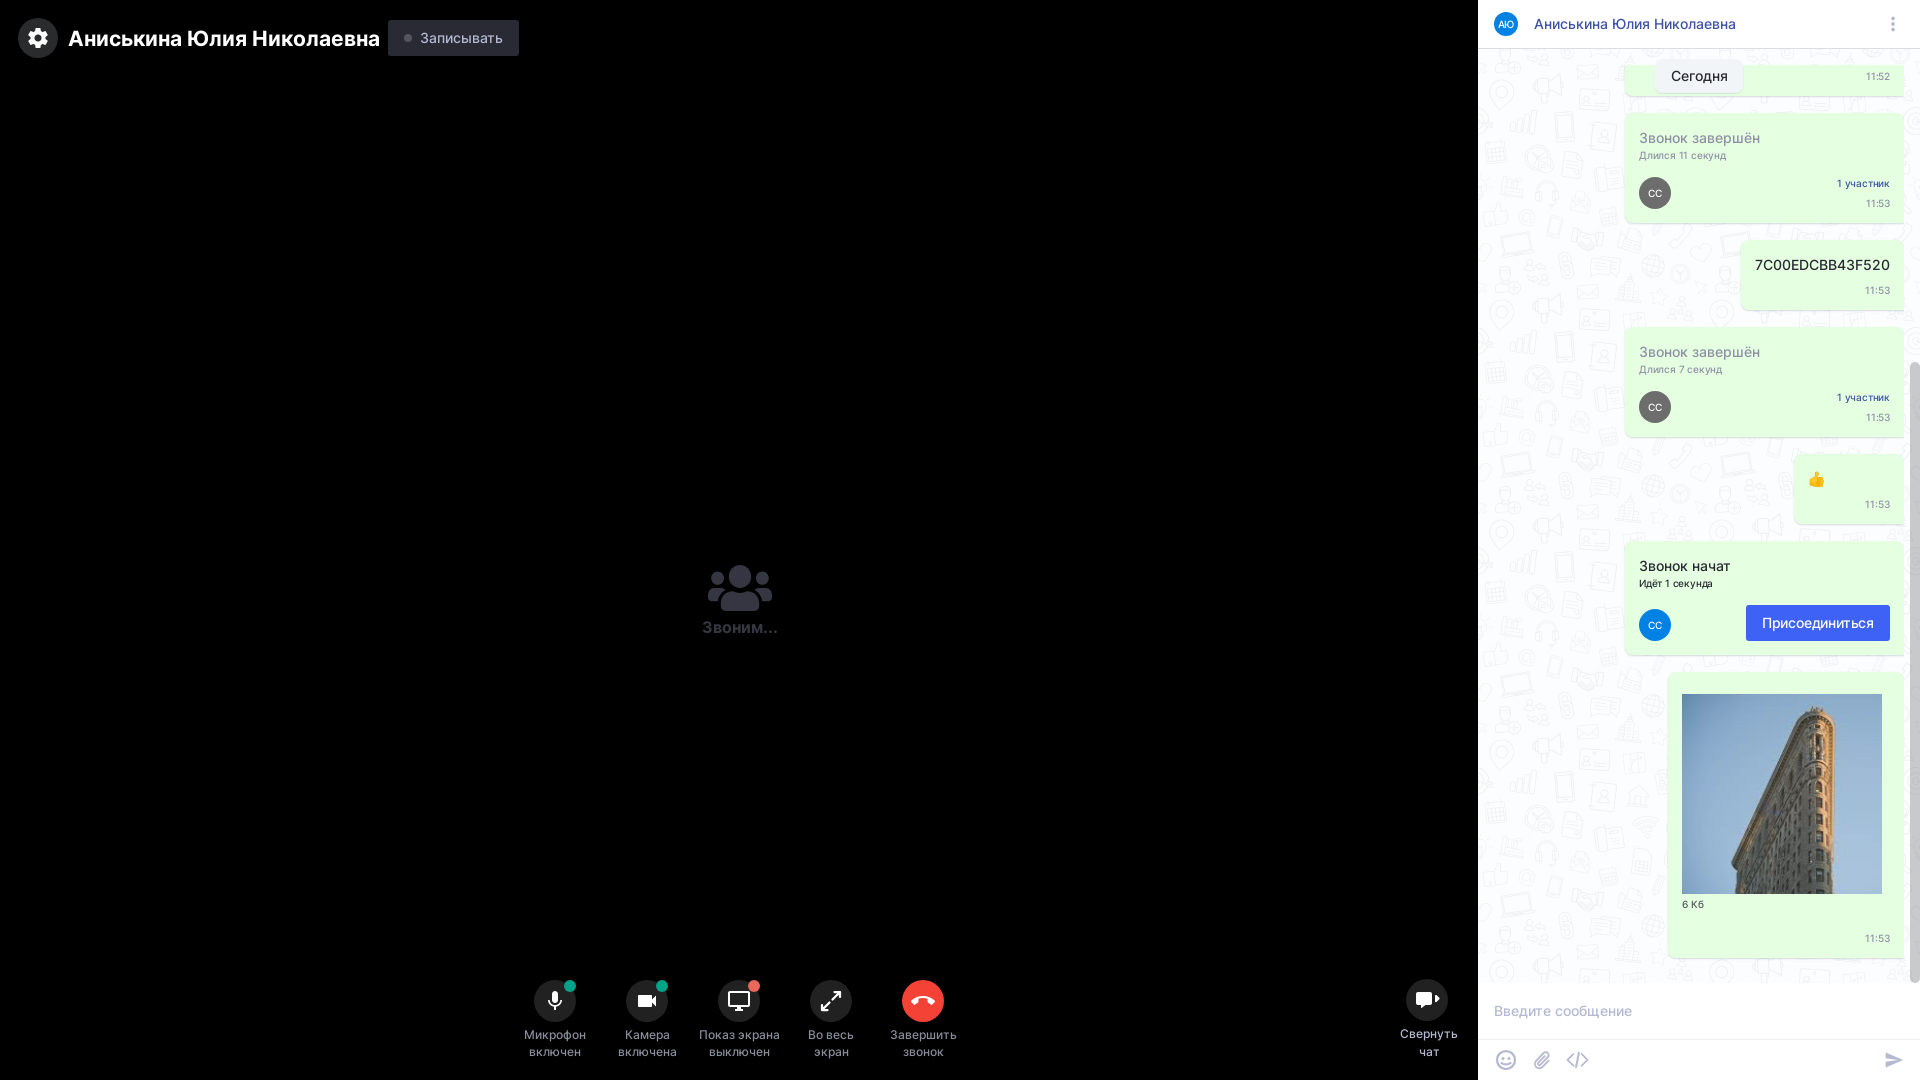 Аниськина Юлия Николаевна
Записывать
Звоним...
Микрофон
включен
Камера
включена
Показ экрана
выключен
Во весь
экран
Завершить
звонок
Свернуть
чат
АЮ
Аниськина Юлия Николаевна
Сегодня
11:52
Звонок завершён
Длился 11 секунд
СС
1 участник
11:53
7C00EDCBB43F520
11:53
Звонок завершён
Длился 7 секунд
СС
1 участник
11:53
👍
11:53
Звонок начат
Идёт 1 секунда
СС
Присоединиться
6 Кб
11:53
Введите сообщение